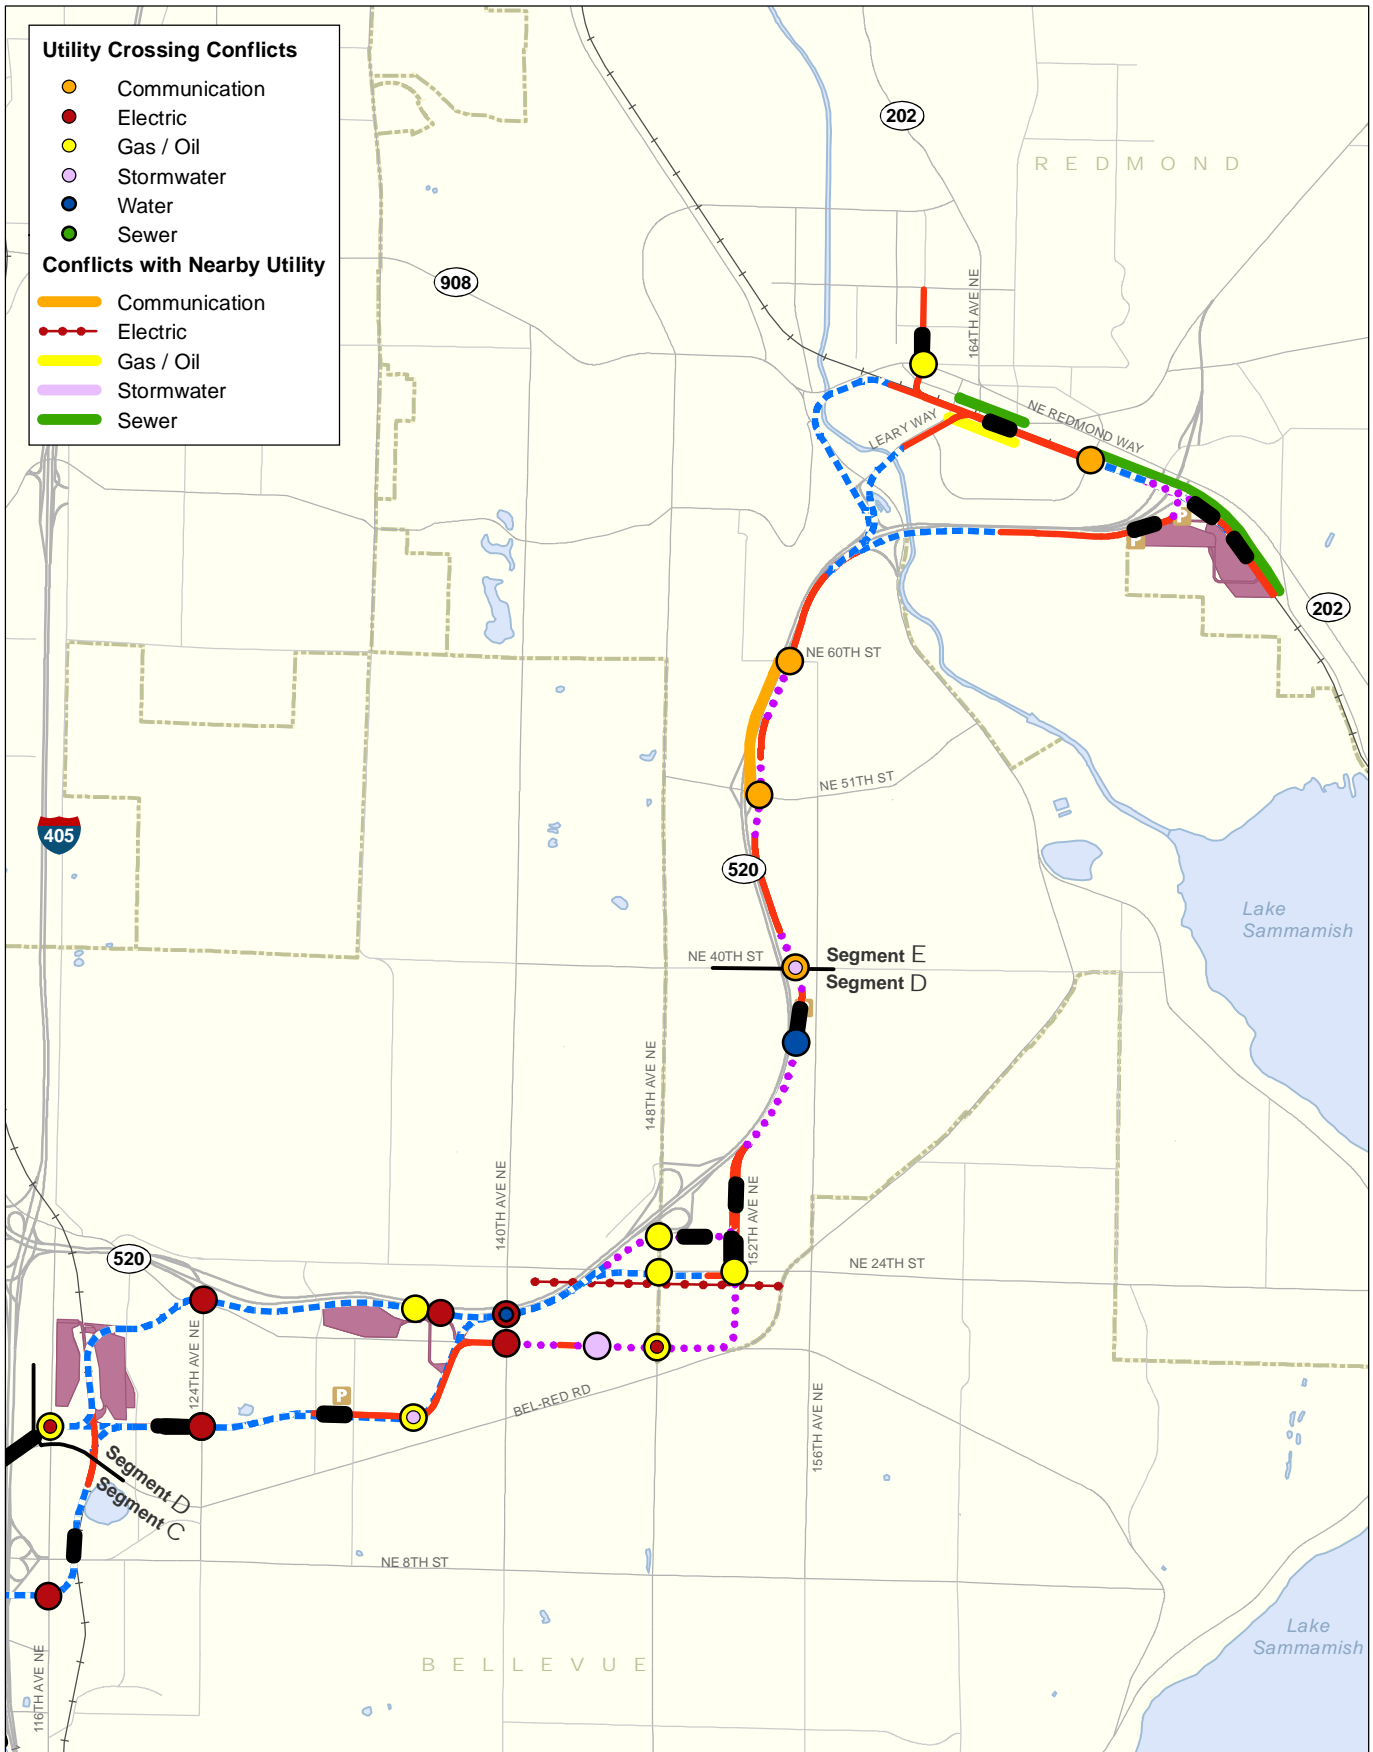 Utility Crossing Conflicts
Communication
Electric
Gas / Oil
Stormwater
Water
Sewer
Conflicts with Nearby Utility
Communication
Electric
Gas / Oil
Stormwater
Sewer
202
REDMOND
908
164TH AVE NE
NE REDMOND WAY
LEARY WAY
P
P
202
NE 60TH ST
NE 51TH ST
405
520
Lake
Sammamish
NE 40TH ST
Segment E
Segment D
148TH AVE NE
140TH AVE NE
152TH AVE NE
520
NE 24TH ST
124TH AVE NE
P
BEL-RED RD
156TH AVE NE
Segment D
Segment C
NE 8TH ST
Lake
Sammamish
116TH AVE NE
BELLEVUE